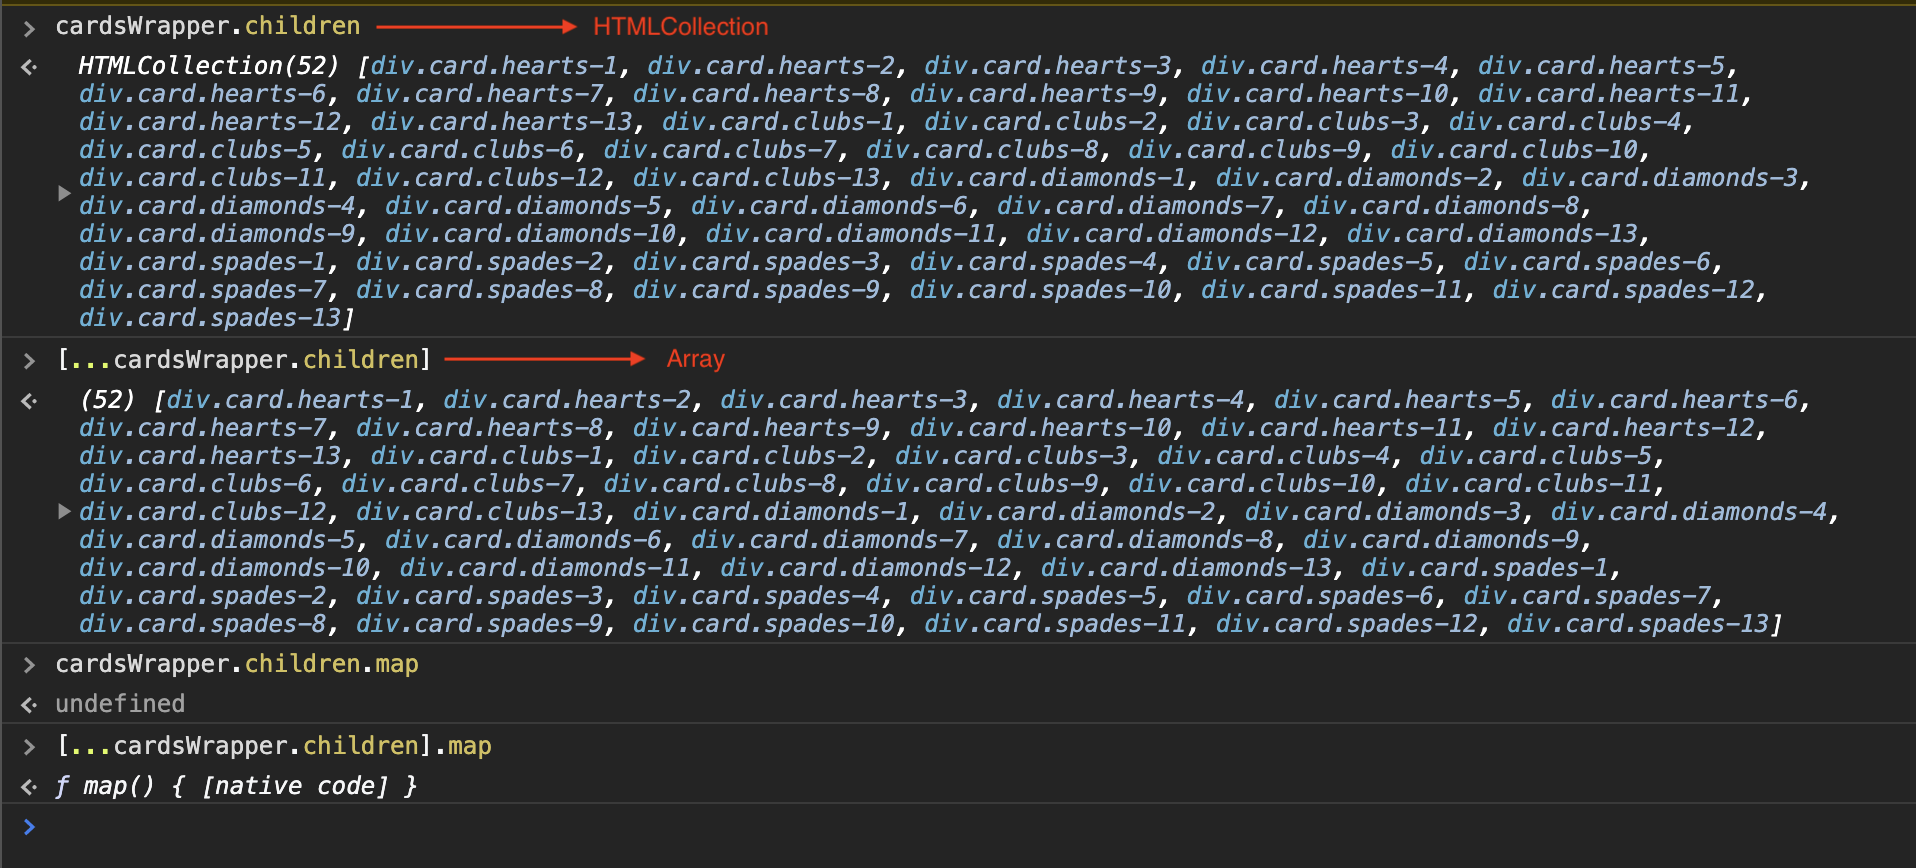 > cardsWrapper.children HTMLCollection
HTMLCollection(52) [div.card.hearts-1, div.card.hearts-2, div.card.hearts-3, div.card.hearts-4, div.card.hearts-5,
div.card.hearts-6, div.card.hearts-7, div.card.hearts-8, div.card.hearts-9, div.card.hearts-10, div.card.hearts-11,
div.card.hearts-12, div.card.hearts-13, div.card.clubs-1, div.card.clubs-2, div.card.clubs-3, div.card.clubs-4,
div.card.clubs-5, div.card.clubs-6, div.card.clubs-7, div.card.clubs-8, div.card.clubs-9, div.card.clubs-10,
div.card.clubs-11, div.card.clubs-12, div.card.clubs-13, div.card.diamonds-1, div.card.diamonds-2, div.card.diamonds-3,
div.card.diamonds-4, div.card.diamonds-5, div.card.diamonds-6, div.card.diamonds-7, div.card.diamonds-8,
div.card.diamonds-9, div.card.diamonds-10, div.card.diamonds-11, div.card.diamonds-12, div.card.diamonds-13,
div.card.spades-1, div.card.spades-2, div.card.spades-3, div.card.spades-4, div.card.spades-5, div.card.spades-6,
div.card.spades-7, div.card.spades-8, div.card.spades-9, div.card.spades-10, div.card.spades-11, div.card.spades-12,
div.card.spades-13]
> [...cardsWrapper.children] Array
(52) [div.card.hearts-1, div.card.hearts-2, div.card.hearts-3, div.card.hearts-4, div.card.hearts-5, div.card.hearts-6,
div.card.hearts-7, div.card.hearts-8, div.card.hearts-9, div.card.hearts-10, div.card.hearts-11, div.card.hearts-12,
div.card.hearts-13, div.card.clubs-1, div.card.clubs-2, div.card.clubs-3, div.card.clubs-4, div.card.clubs-5,
div.card.clubs-6, div.card.clubs-7, div.card.clubs-8, div.card.clubs-9, div.card.clubs-10, div.card.clubs-11,
div.card.clubs-12, div.card.clubs-13, div.card.diamonds-1, div.card.diamonds-2, div.card.diamonds-3, div.card.diamonds-4,
div.card.diamonds-5, div.card.diamonds-6, div.card.diamonds-7, div.card.diamonds-8, div.card.diamonds-9,
div.card.diamonds-10, div.card.diamonds-11, div.card.diamonds-12, div.card.diamonds-13, div.card.spades-1,
div.card.spades-2, div.card.spades-3, div.card.spades-4, div.card.spades-5, div.card.spades-6, div.card.spades-7,
div.card.spades-8, div.card.spades-9, div.card.spades-10, div.card.spades-11, div.card.spades-12, div.card.spades-13]
> cardsWrapper.children.map
undefined
> [...cardsWrapper.children].map
ƒ map() { [native code] }
>